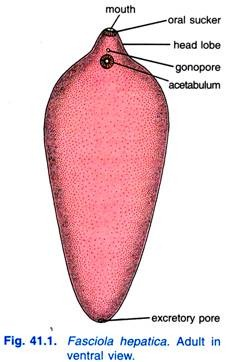 mouth
oral sucker
head lobe
gonopore
acetabulum
excretory pore
Fig. 41.1. Fasciola hepatica. Adult in
ventral view.